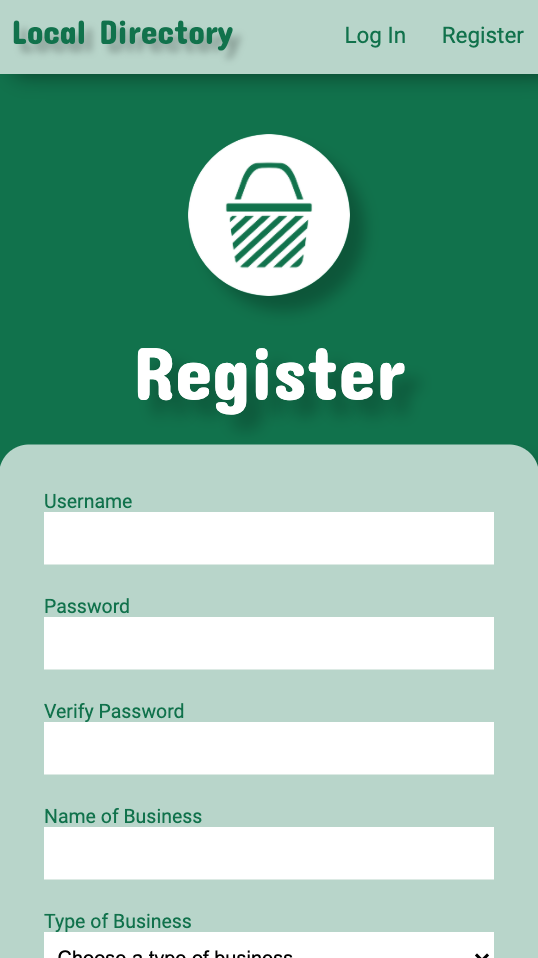 Local Directory
Log In
Register
Register
Username
Password
Verify Password
Name of Business
Type of Business
Choose a type of business